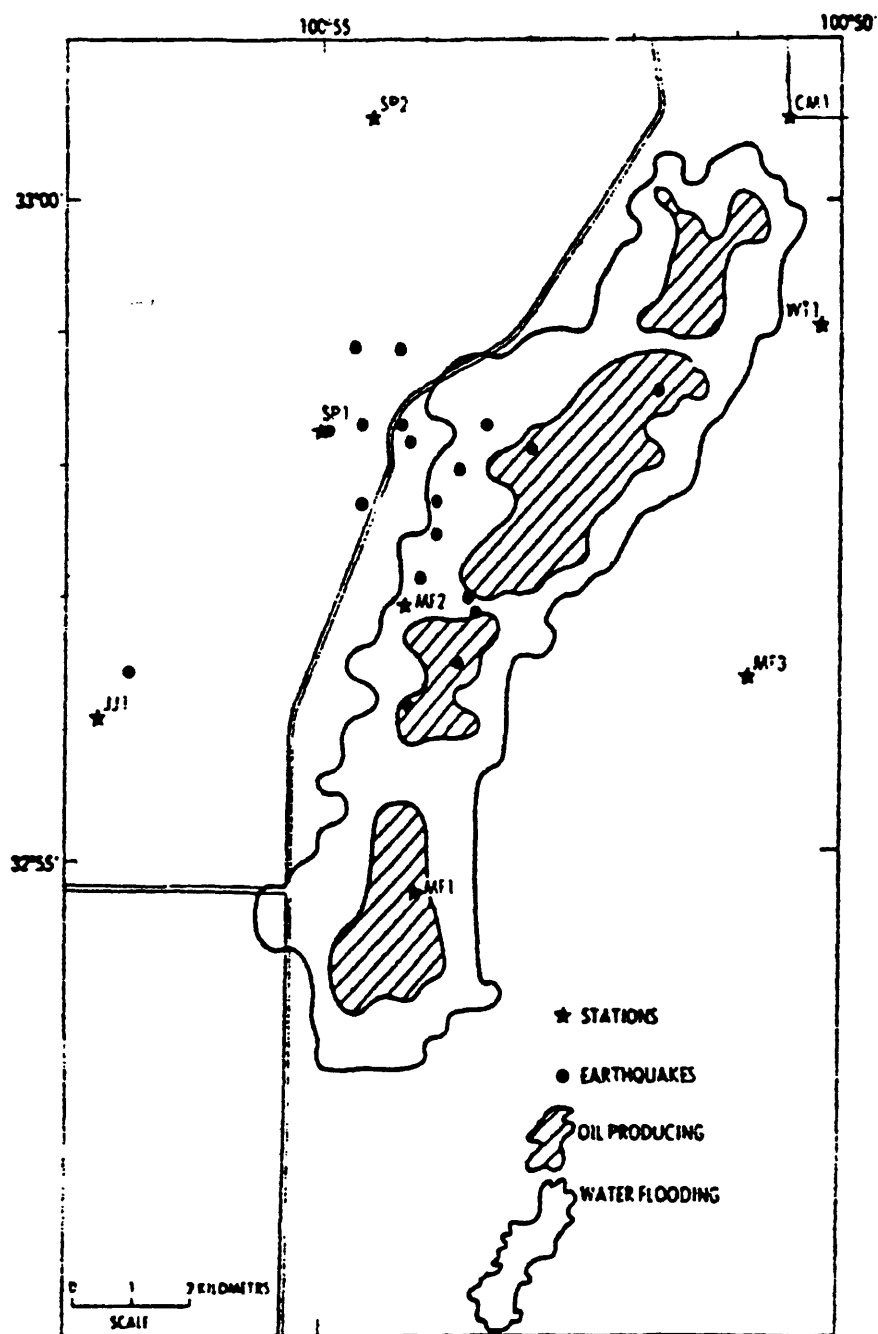 100°55
100°50
SP2
CM1
33°00'
WT1
SP1
MF2
MF3
JJ1
32°55'
MF1
STATIONS
EARTHQUAKES
OIL PRODUCING
WATER FLOODING
0 1 2 KILOMETRS
SCALE